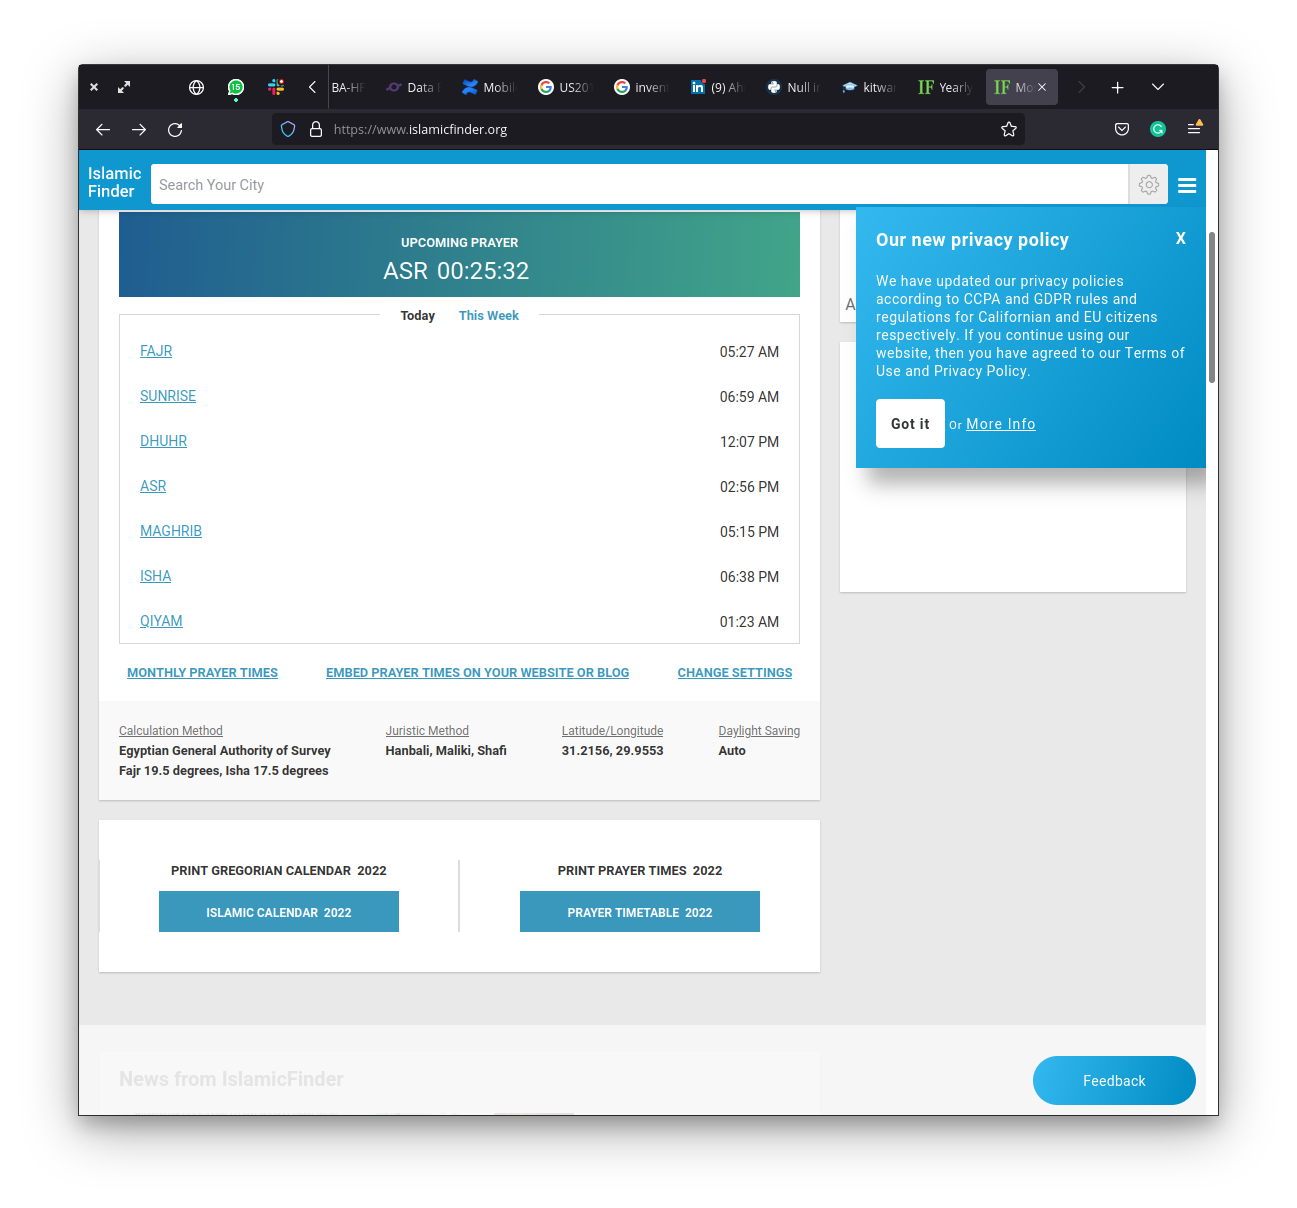 15
BA-HF
Data
Mobil
US201
inven
(9) Ah
Null i
kitwa
IF Yearly
IF Mo
https://www.islamicfinder.org
Islamic
Finder
Search Your City
UPCOMING PRAYER
ASR 00:25:32
Today This Week
FAJR 05:27 AM
SUNRISE 06:59 AM
DHUHR 12:07 PM
ASR 02:56 PM
MAGHRIB 05:15 PM
ISHA 06:38 PM
QIYAM 01:23 AM
MONTHLY PRAYER TIMES EMBED PRAYER TIMES ON YOUR WEBSITE OR BLOG CHANGE SETTINGS
Calculation Method Juristic Method Latitude/Longitude Daylight Saving
Egyptian General Authority of Survey Hanbali, Maliki, Shafi 31.2156, 29.9553 Auto
Fajr 19.5 degrees, Isha 17.5 degrees
PRINT GREGORIAN CALENDAR 2022 PRINT PRAYER TIMES 2022
ISLAMIC CALENDAR 2022 PRAYER TIMETABLE 2022
News from IslamicFinder
A
Our new privacy policy X
We have updated our privacy policies
according to CCPA and GDPR rules and
regulations for Californian and EU citizens
respectively. If you continue using our
website, then you have agreed to our Terms of
Use and Privacy Policy.
Got it Or More Info
Feedback